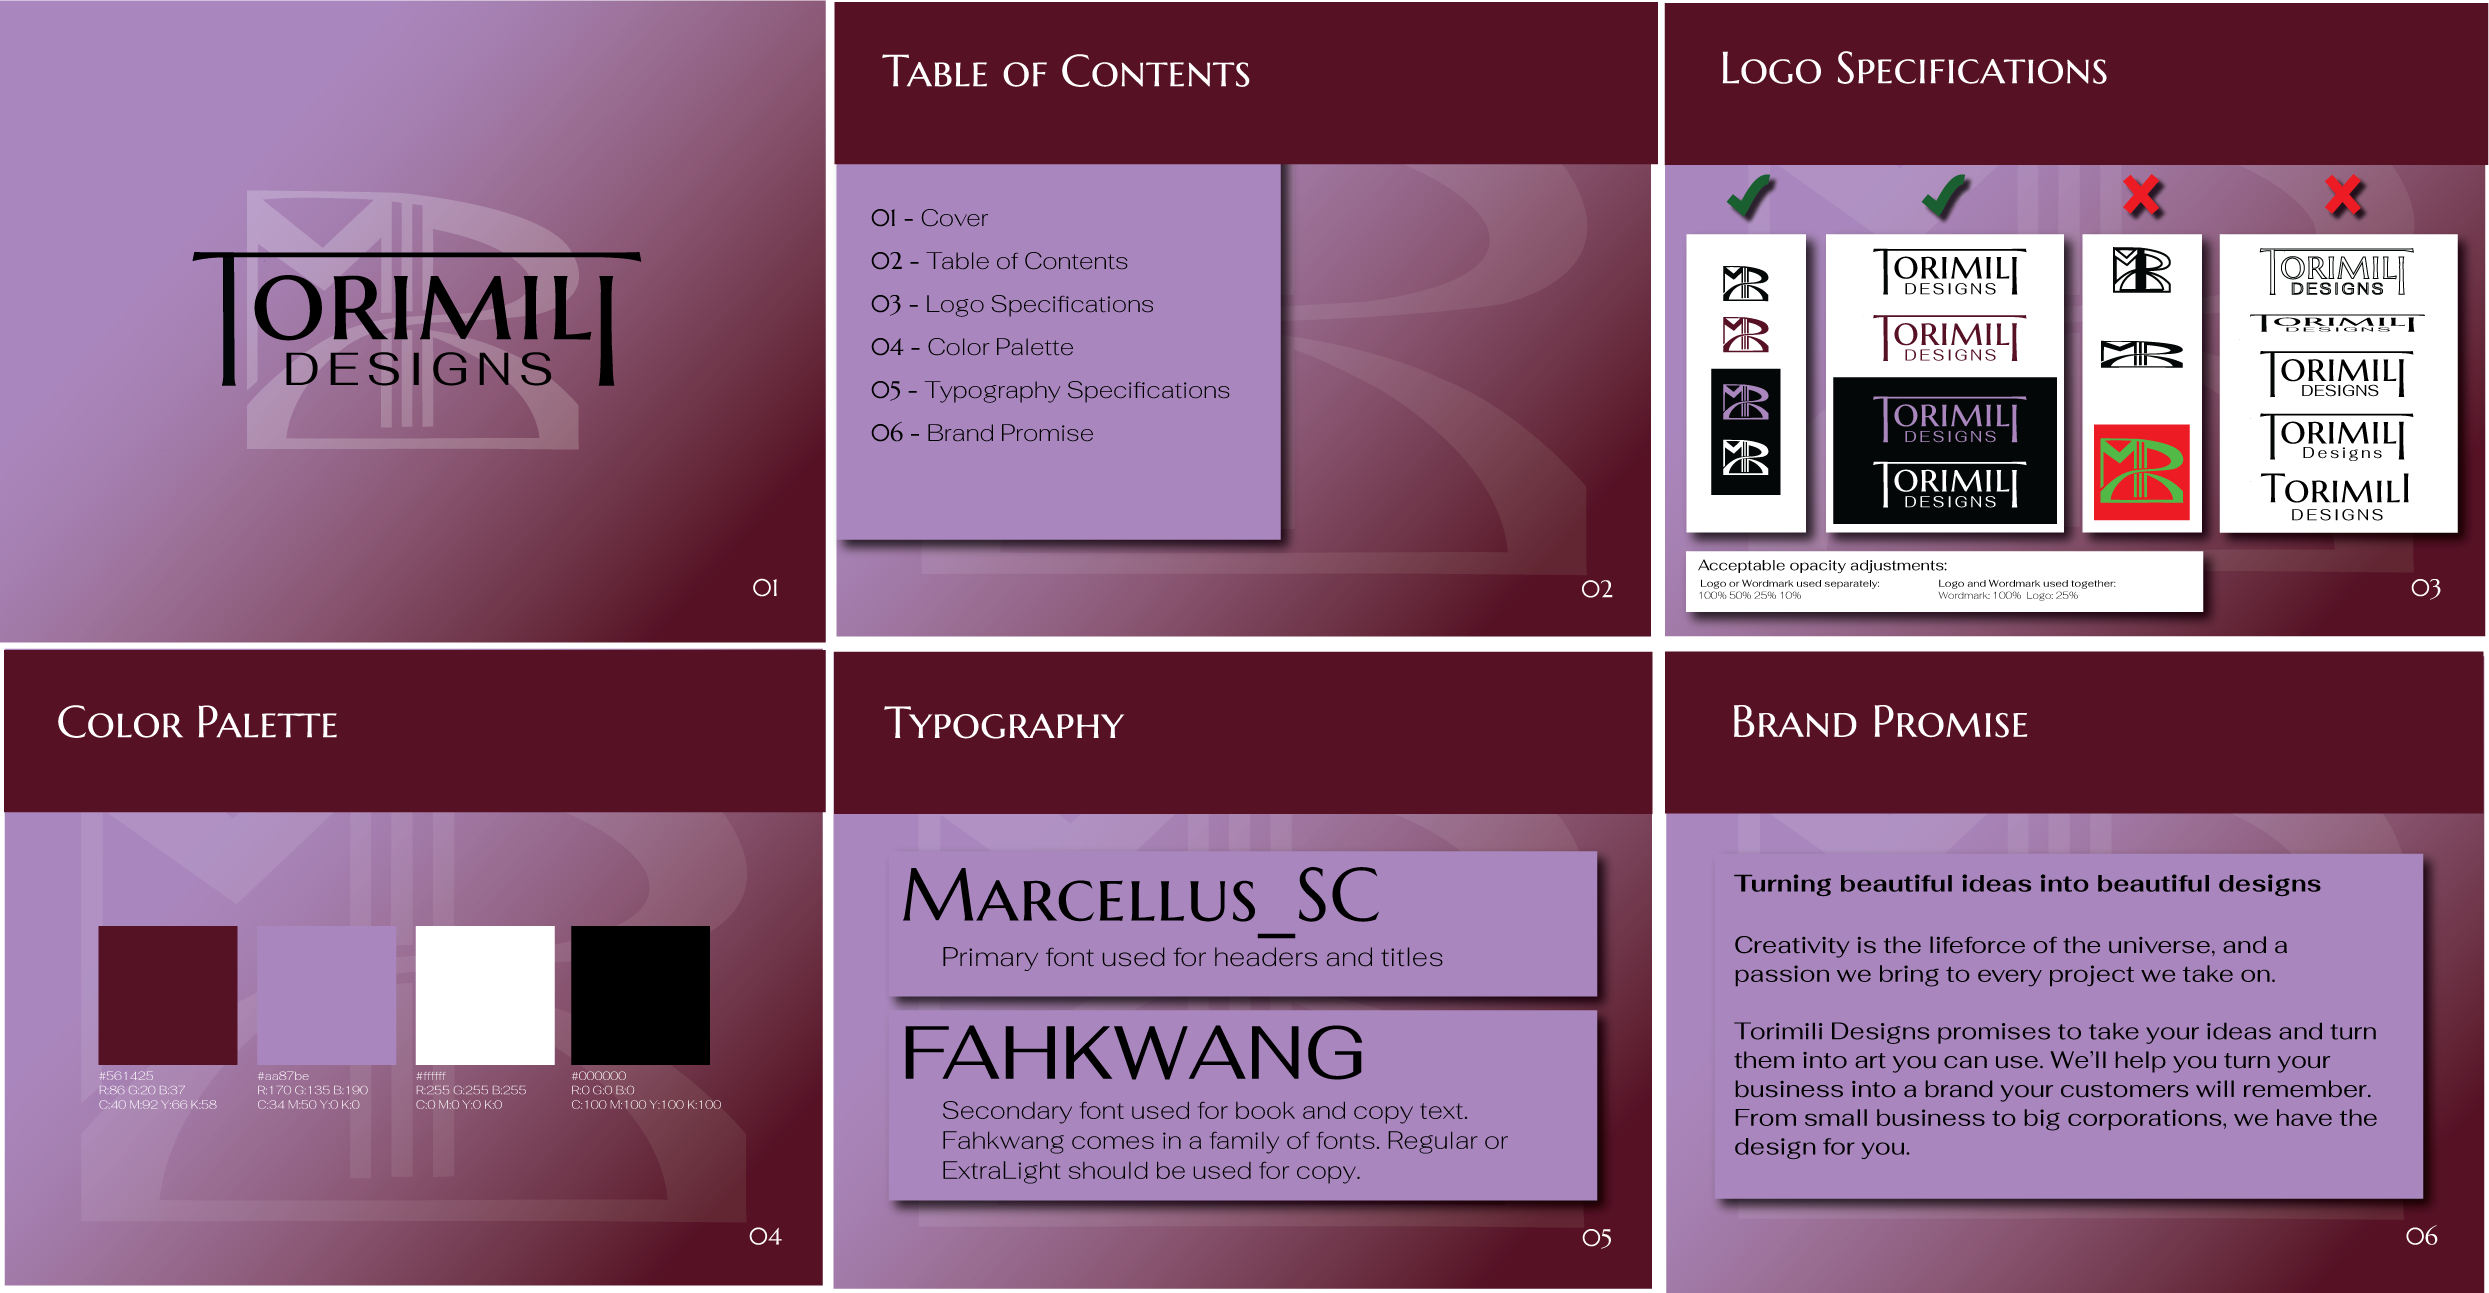 TORIMILI
DESIGNS
01
TABLE OF CONTENTS
01 - Cover
02 - Table of Contents
03 - Logo Specifications
04 - Color Palette
05 - Typography Specifications
06 - Brand Promise
02
LOGO SPECIFICATIONS
TORIMILI
DESIGNS
TORIMILI
DESIGNS
TORIMILI
DESIGNS
TORIMILI
DESIGNS
TORIMILI
DESIGNS
TORIMILI
DESIGNS
TORIMILI
DESIGNS
TORIMILI
Designs
TORIMILI
DESIGNS
Acceptable opacity adjustments:
Logo or Wordmark used separately:
100% 50% 25% 10%
Logo and Wordmark used together:
Wordmark: 100% Logo: 25%
03
COLOR PALETTE
#561425
R:86 G:20 B:37
C:40 M:92 Y:66 K:58
#aa87be
R:170 G:135 B:190
C:34 M:50 Y:0 K:0
#ffffff
R:255 G:255 B:255
C:0 M:0 Y:0 K:0
#000000
R:0 G:0 B:0
C:100 M:100 Y:100 K:100
04
TYPOGRAPHY
MARCELLUS_SC
Primary font used for headers and titles
FAHKWANG
Secondary font used for book and copy text.
Fahkwang comes in a family of fonts. Regular or
ExtraLight should be used for copy.
05
BRAND PROMISE
Turning beautiful ideas into beautiful designs
Creativity is the lifeforce of the universe, and a
passion we bring to every project we take on.
Torimili Designs promises to take your ideas and turn
them into art you can use. We'll help you turn your
business into a brand your customers will remember.
From small business to big corporations, we have the
design for you.
06